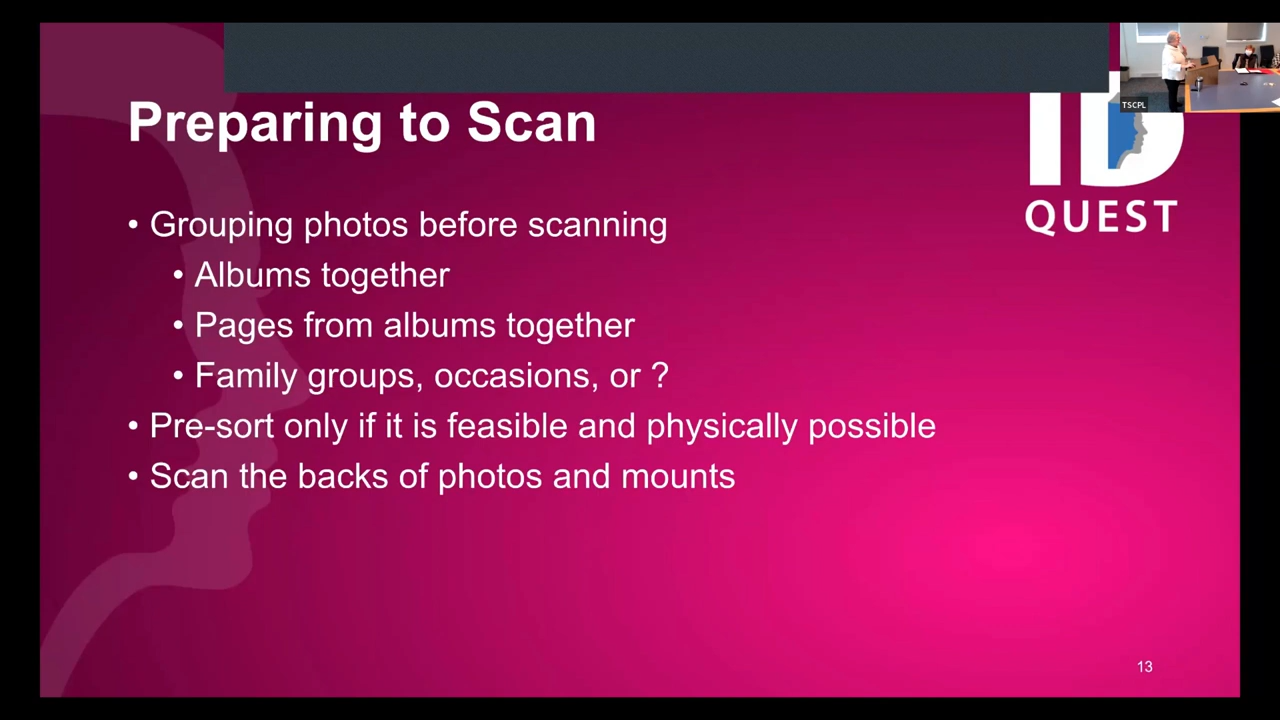 TSCPL
Preparing to Scan
ID
QUEST
• Grouping photos before scanning
• Albums together
• Pages from albums together
• Family groups, occasions, or ?
• Pre-sort only if it is feasible and physically possible
• Scan the backs of photos and mounts
13